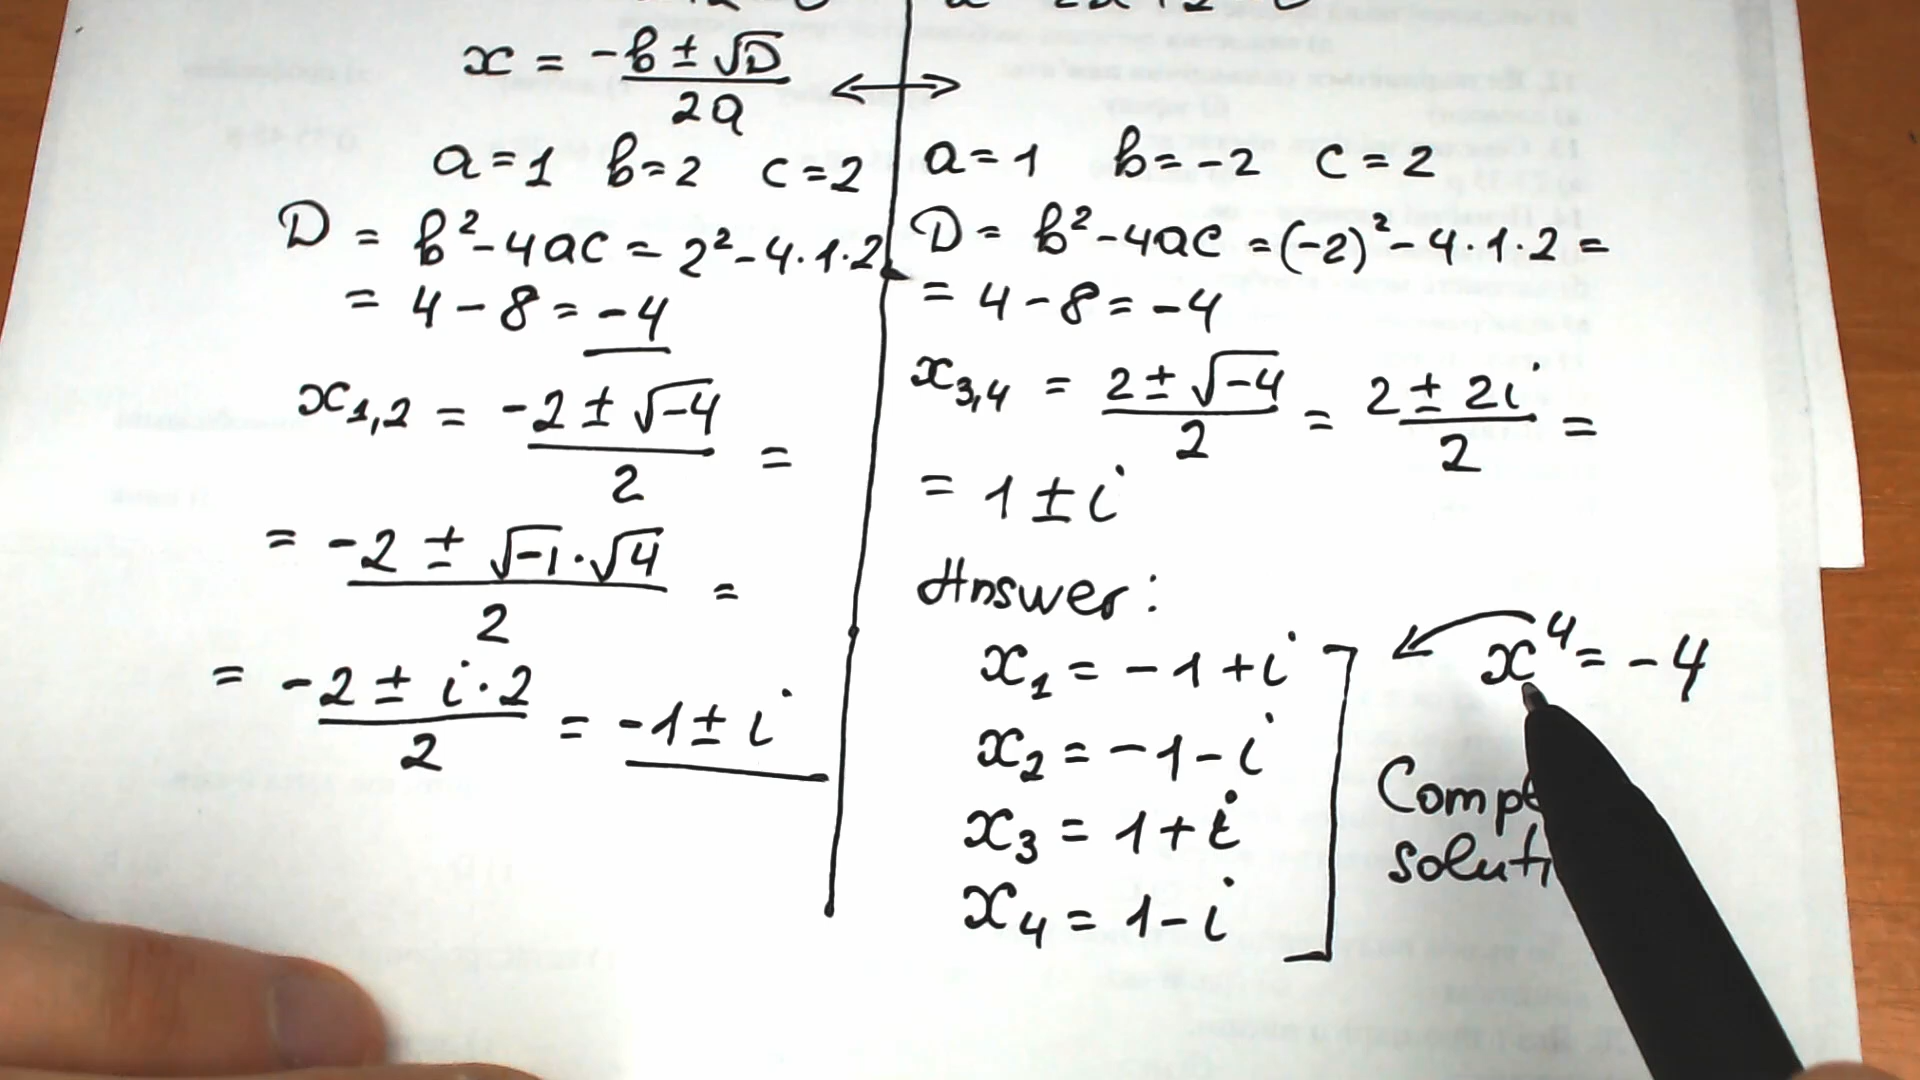 x = -b ± √D / 2a
a = 1 b = 2 c = 2
D = b² - 4ac = 2² - 4·1·2
= 4 - 8 = -4
x1,2 = -2 ± √-4 / 2 =
= -2 ± √-1·√4 / 2 =
= -2 ± i·2 / 2 = -1 ± i
a = 1 b = -2 c = 2
D = b² - 4ac = (-2)² - 4·1·2 =
= 4 - 8 = -4
x3,4 = 2 ± √-4 / 2 = 2 ± 2i / 2 =
= 1 ± i
Answer:
x1 = -1 + i
x2 = -1 - i
x3 = 1 + i
x4 = 1 - i
x⁴ = -4